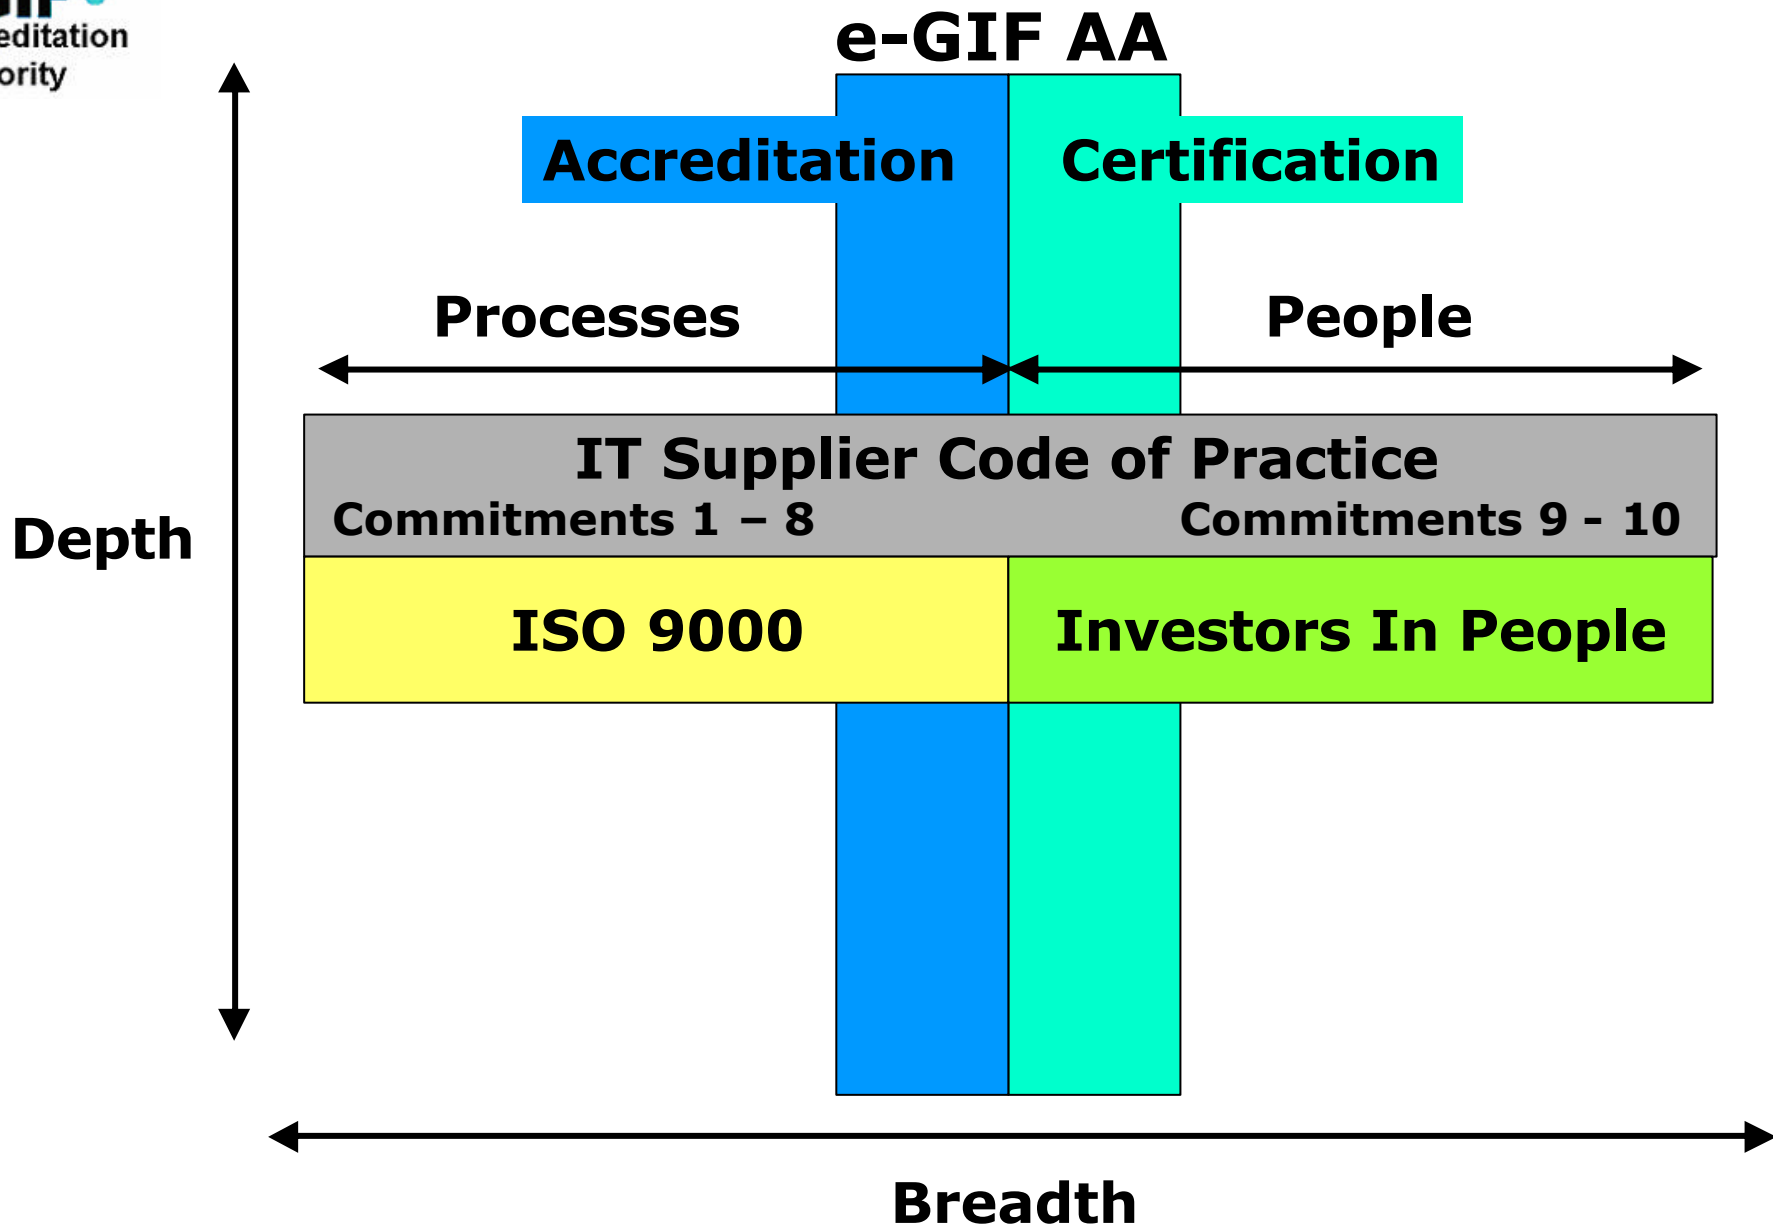 e-GIF AA
editation
ority
Accreditation
Certification
Processes
People
IT Supplier Code of Practice
Commitments 1 – 8
Commitments 9 - 10
Depth
ISO 9000
Investors In People
Breadth